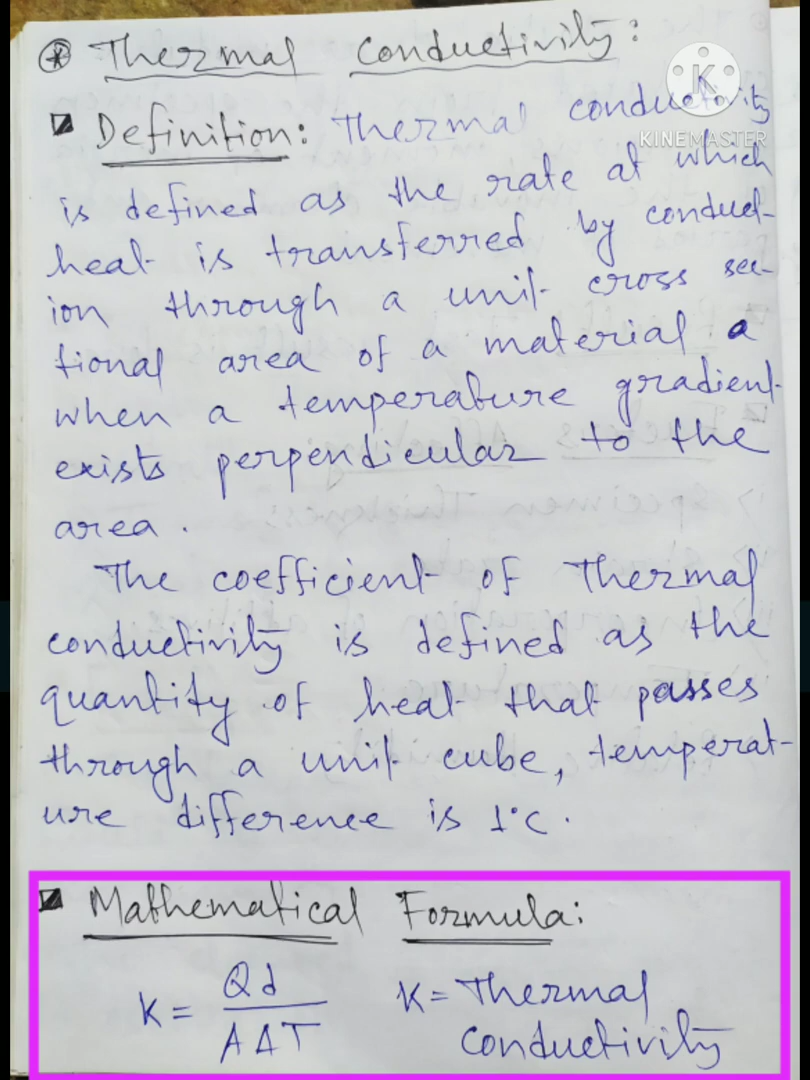 * Thermal Conductivity:
K
KINEMASTER
Definition: Thermal conductivity
is defined as the rate at which
heat is transferred by conduct-
ion through a unit cross sec-
tional area of a material a
when a temperature gradient
exists perpendicular to the
area.
The coefficient of Thermal
conductivity is defined as the
quantity of heat that passes
through a unit cube, temperat-
ure difference is 1°C.
Mathematical Formula:
K = Qd / AΔT K = Thermal
conductivity